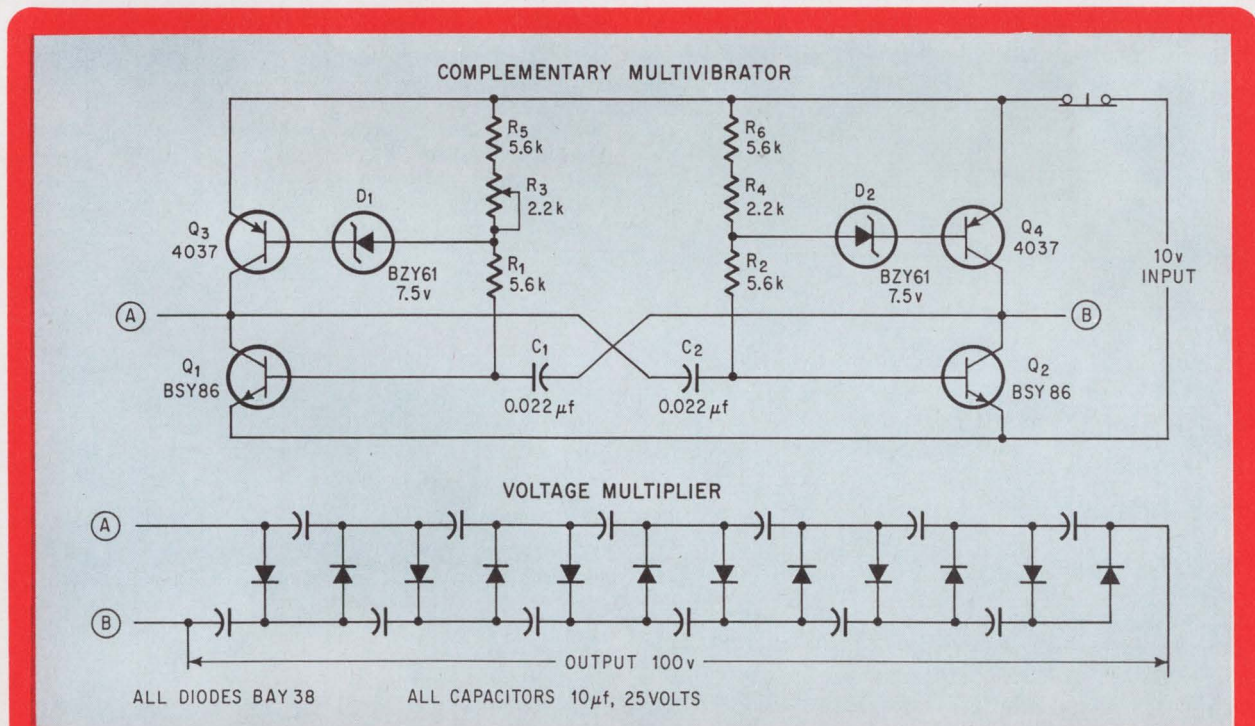 COMPLEMENTARY MULTIVIBRATOR
R5
5.6k
R6
5.6k
R3
2.2k
R4
2.2k
D1
D2
Q3
4037
Q4
4037
BZY61
7.5v
R1
5.6k
R2
5.6k
BZY61
7.5v
10v
INPUT
A
B
Q1
BSY86
C1
0.022 μf
C2
0.022 μf
Q2
BSY 86
VOLTAGE MULTIPLIER
A
B
OUTPUT 100v
ALL DIODES BAY 38
ALL CAPACITORS 10μf, 25 VOLTS